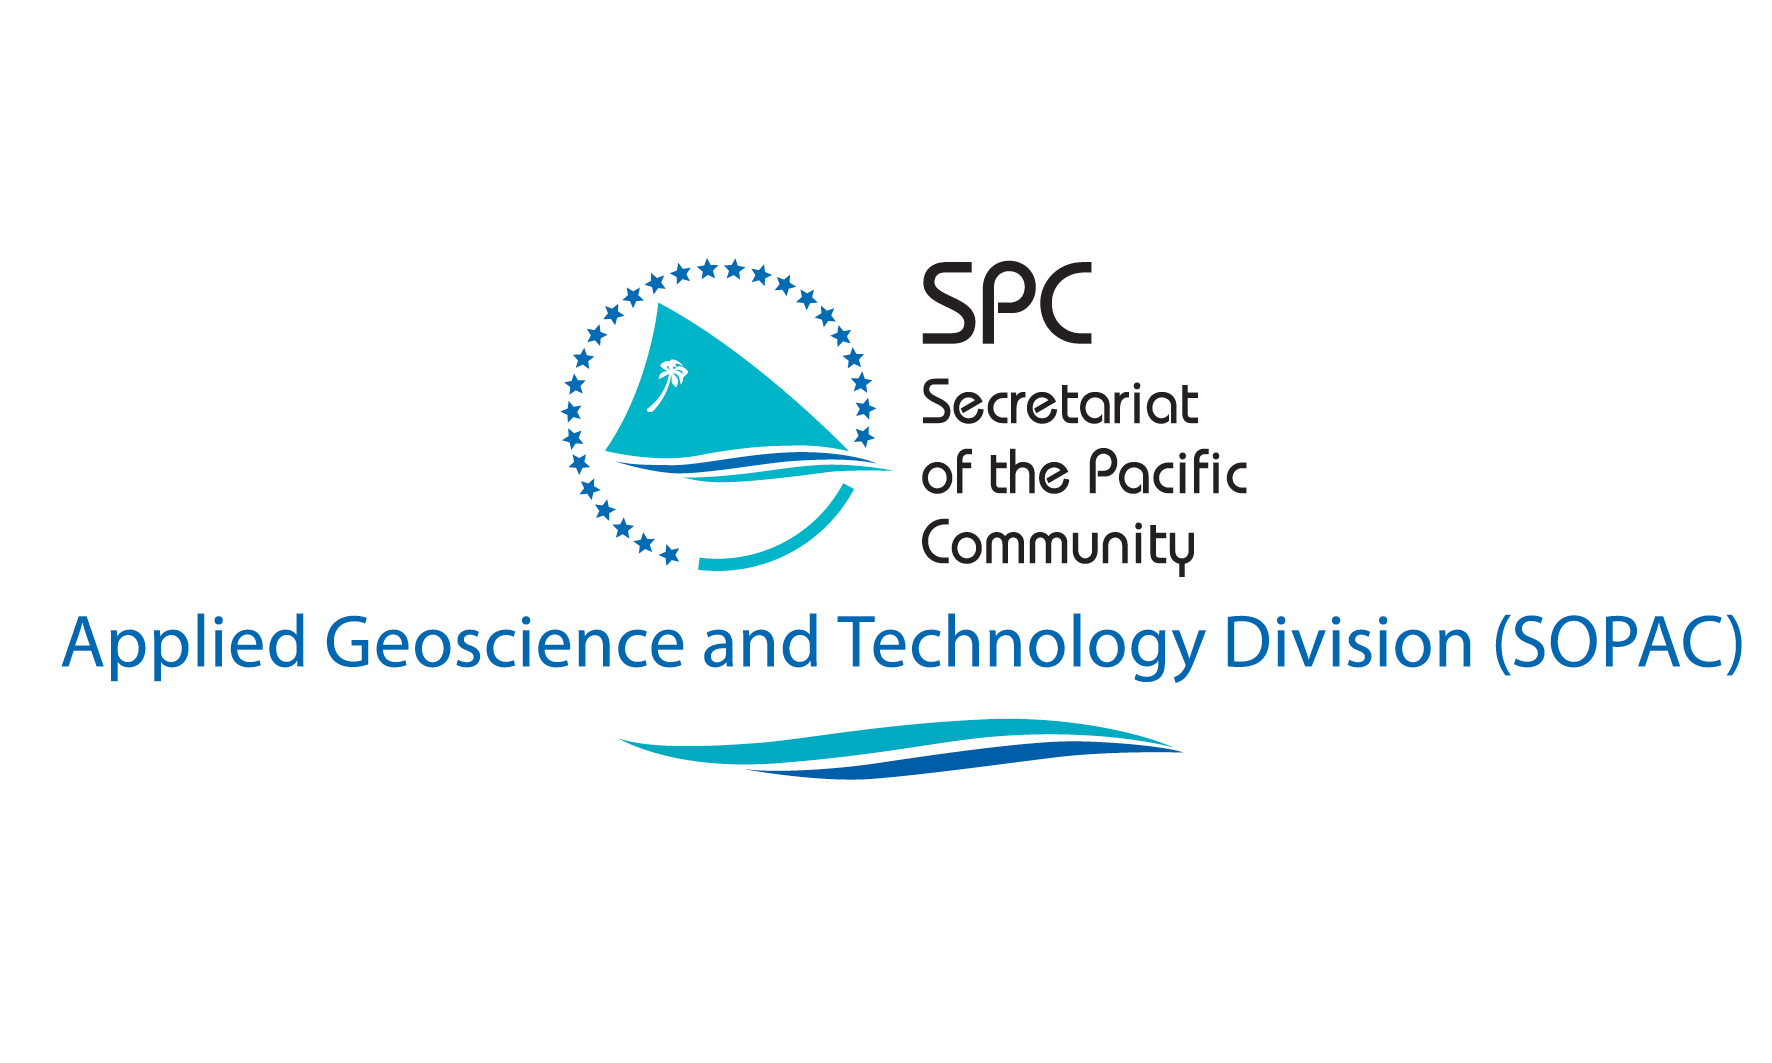 SPC
Secretariat
of the Pacific
Community
Applied Geoscience and Technology Division (SOPAC)